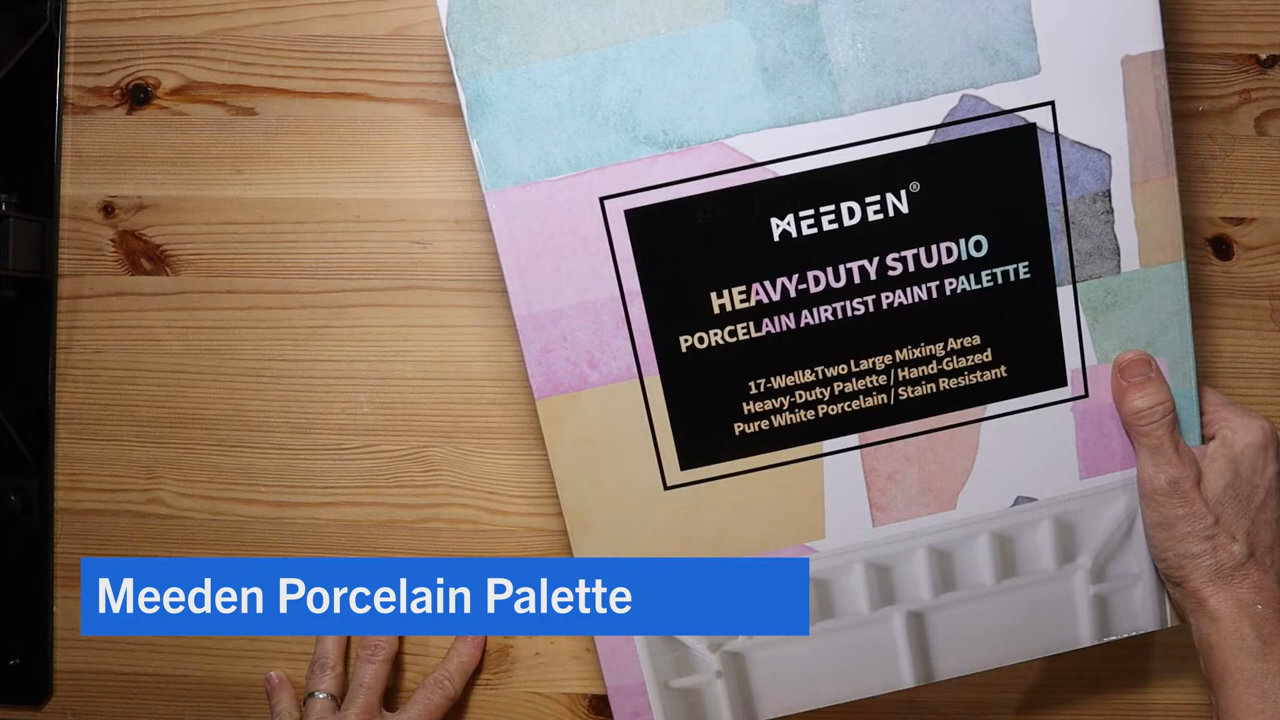 MEEDEN®
HEAVY-DUTY STUDIO
PORCELAIN AIRTIST PAINT PALETTE
17-Well&Two Large Mixing Area
Heavy-Duty Palette / Hand-Glazed
Pure White Porcelain / Stain Resistant
Meeden Porcelain Palette